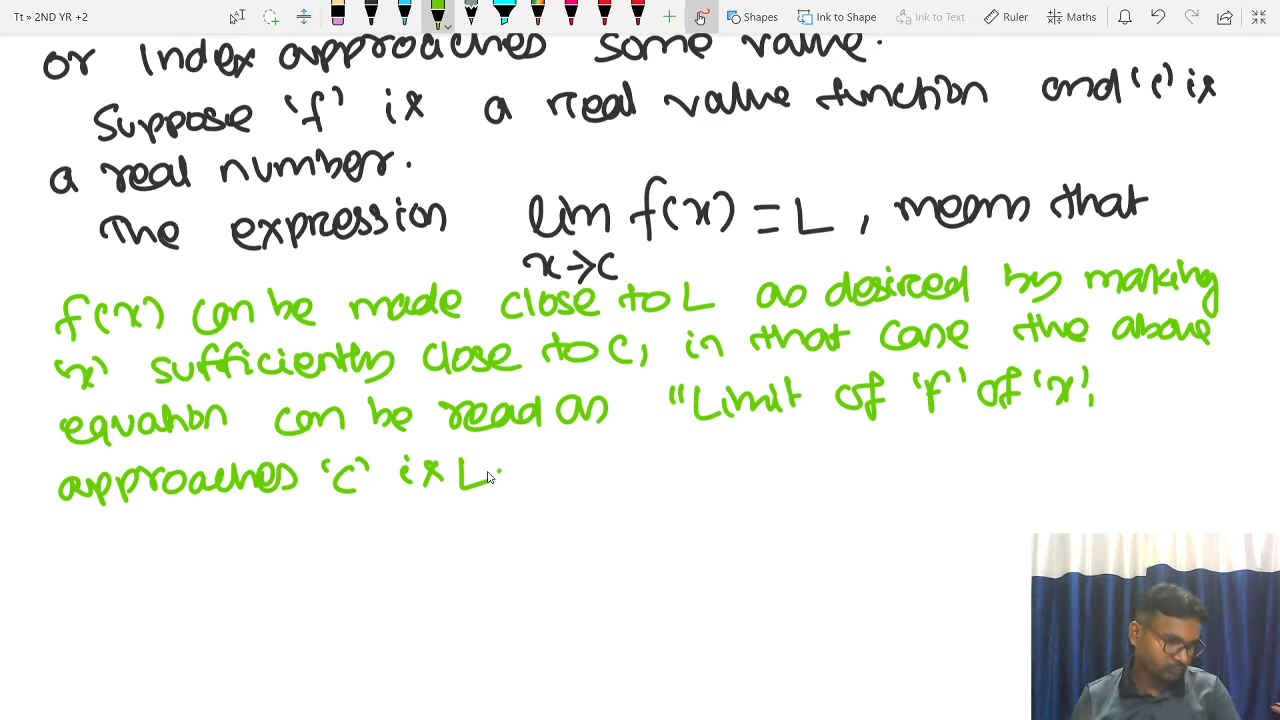 Tt » 2ND YR +2
Shapes Ink to Shape Ink to Text Ruler Maths
or Index approaches some value.
Suppose 'f' is a real value function and 'c' is
a real number.
The expression lim f(x) = L, means that
x→c
f(x) can be made close to L as desired by making
'x' sufficiently close to C, in that case the above
equation can be read as "Limit of 'f' of 'x',
approaches 'c' is L.